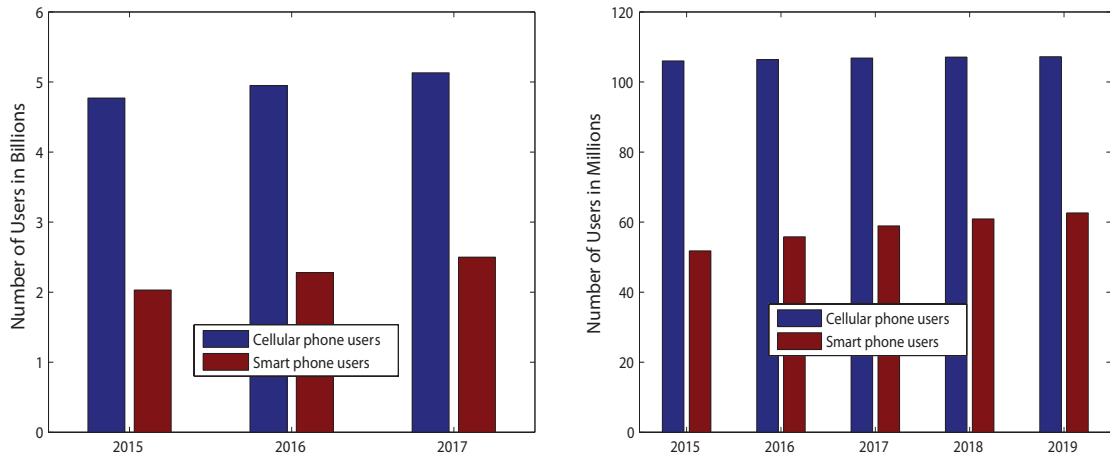 Number of Users in Billions
6
5
4
3
2
1
0
Cellular phone users
Smart phone users
2015 2016 2017
Number of Users in Millions
120
100
80
60
40
20
0
Cellular phone users
Smart phone users
2015 2016 2017 2018 2019